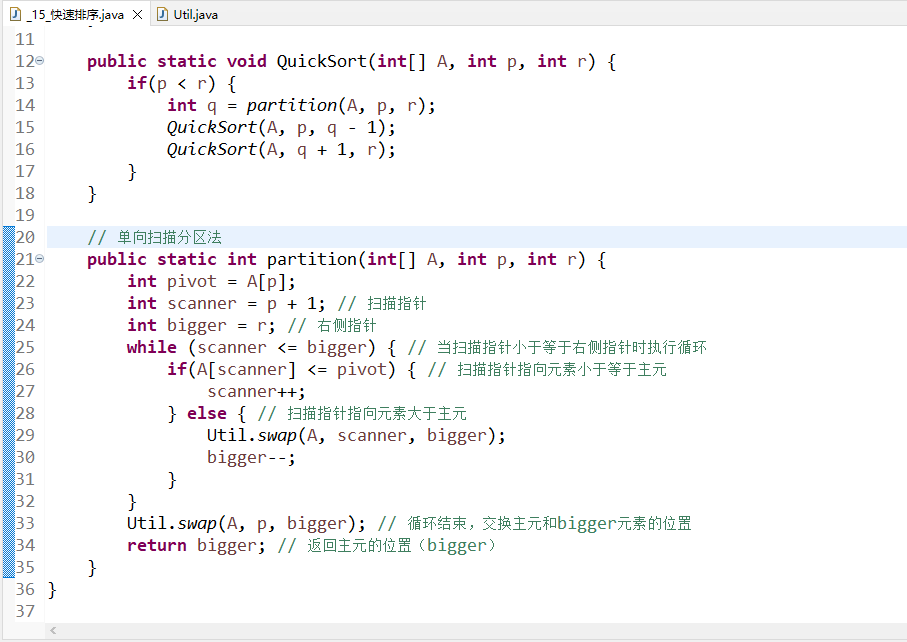 _15_快速排序.java Util.java
11
12 public static void QuickSort(int[] A, int p, int r) {
13 if(p < r) {
14 int q = partition(A, p, r);
15 QuickSort(A, p, q - 1);
16 QuickSort(A, q + 1, r);
17 }
18 }
19
20 // 单向扫描分区法
21 public static int partition(int[] A, int p, int r) {
22 int pivot = A[p];
23 int scanner = p + 1; // 扫描指针
24 int bigger = r; // 右侧指针
25 while (scanner <= bigger) { // 当扫描指针小于等于右侧指针时执行循环
26 if(A[scanner] <= pivot) { // 扫描指针指向元素小于等于主元
27 scanner++;
28 } else { // 扫描指针指向元素大于主元
29 Util.swap(A, scanner, bigger);
30 bigger--;
31 }
32 }
33 Util.swap(A, p, bigger); // 循环结束，交换主元和bigger元素的位置
34 return bigger; // 返回主元的位置（bigger）
35 }
36 }
37